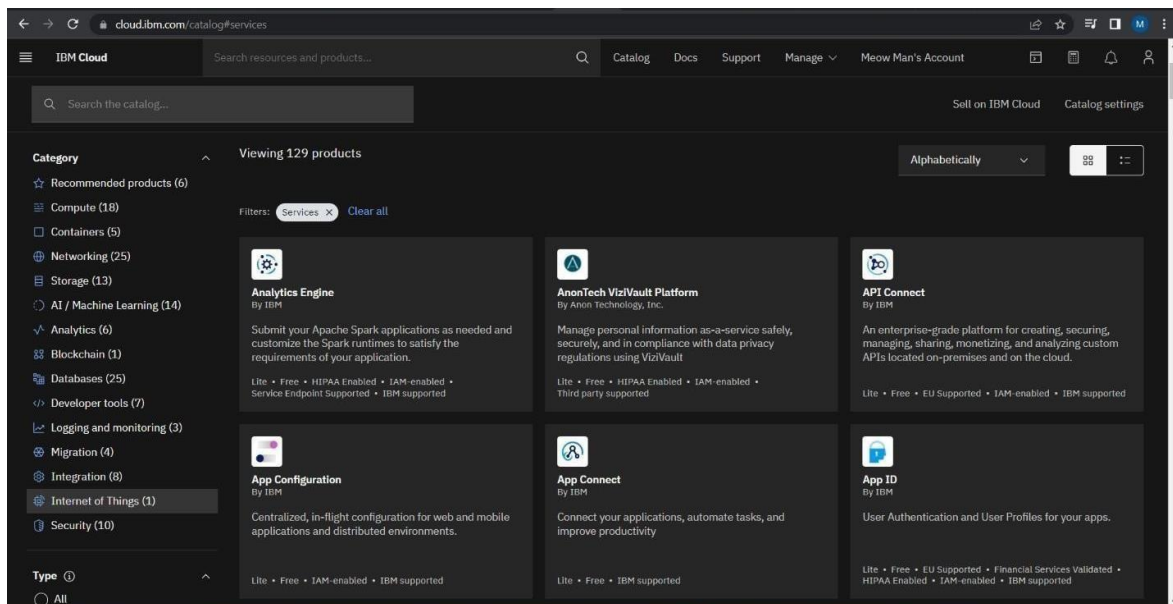 cloud.ibm.com/catalog#services
M
IBM Cloud
Search resources and products...
Catalog
Docs
Support
Manage
Meow Man's Account
Search the catalog...
Sell on IBM Cloud
Catalog settings
Category
Recommended products (6)
Compute (18)
Containers (5)
Networking (25)
Storage (13)
AI / Machine Learning (14)
Analytics (6)
Blockchain (1)
Databases (25)
Developer tools (7)
Logging and monitoring (3)
Migration (4)
Integration (8)
Internet of Things (1)
Security (10)
Type
All
Viewing 129 products
Alphabetically
Filters: Services Clear all
Analytics Engine
By IBM
Submit your Apache Spark applications as needed and
customize the Spark runtimes to satisfy the
requirements of your application.
Lite • Free • HIPAA Enabled • IAM-enabled •
Service Endpoint Supported • IBM supported
AnonTech ViziVault Platform
By Anon Technology, Inc.
Manage personal information as-a-service safely,
securely, and in compliance with data privacy
regulations using ViziVault
Lite • Free • HIPAA Enabled • IAM-enabled •
Third party supported
API Connect
By IBM
An enterprise-grade platform for creating, securing,
managing, sharing, monetizing, and analyzing custom
APIs located on-premises and on the cloud.
Lite • Free • EU Supported • IAM-enabled • IBM supported
App Configuration
By IBM
Centralized, in-flight configuration for web and mobile
applications and distributed environments.
Lite • Free • IAM-enabled • IBM supported
App Connect
By IBM
Connect your applications, automate tasks, and
improve productivity
Lite • Free • IBM supported
App ID
By IBM
User Authentication and User Profiles for your apps.
Lite • Free • EU Supported • Financial Services Validated •
HIPAA Enabled • IAM-enabled • IBM supported